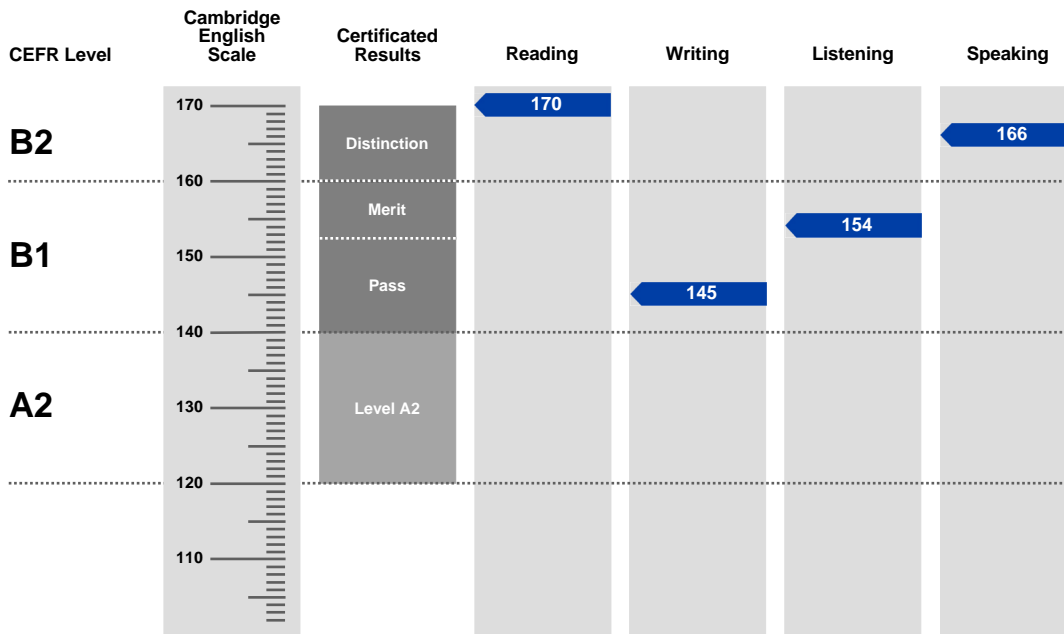 CEFR Level
Cambridge
English
Scale
Certificated
Results
Reading
Writing
Listening
Speaking
170
170
B2
Distinction
166
160
Merit
154
B1
150
Pass
145
140
A2
130
Level A2
120
110